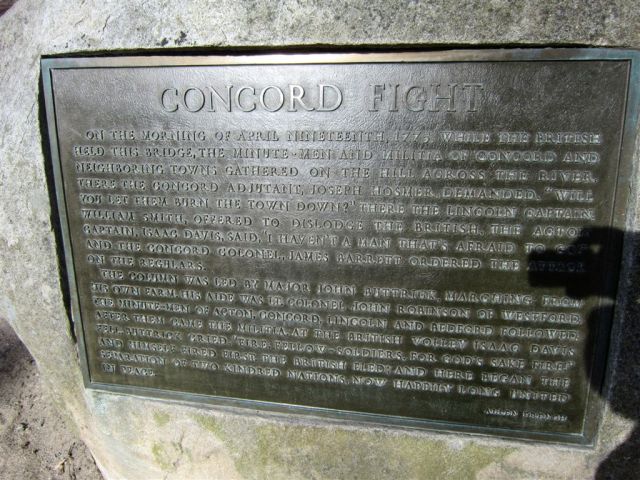 CONCORD FIGHT
ON THE MORNING OF APRIL NINETEENTH, 1775, WHILE THE BRITISH
HELD THIS BRIDGE, THE MINUTE-MEN AND MILITIA OF CONCORD AND
NEIGHBORING TOWNS GATHERED ON THE HILL ACROSS THE RIVER.
THERE THE CONCORD ADJUTANT, JOSEPH HOSMER, DEMANDED, "WILL
YOU LET THEM BURN THE TOWN DOWN?" THERE THE LINCOLN CAPTAIN,
WILLIAM SMITH, OFFERED TO DISLODGE THE BRITISH. THE ACTON
CAPTAIN, ISAAC DAVIS, SAID, "I HAVEN'T A MAN THAT'S AFRAID TO GO!"
AND THE CONCORD COLONEL, JAMES BARRETT ORDERED THE ATTACK
ON THE REGULARS.
THE COLUMN WAS LED BY MAJOR JOHN BUTTRICK, MARCHING FROM
HIS OWN FARM. HIS AIDE WAS LT. COLONEL JOHN ROBINSON OF WESTFORD.
THE MINUTE-MEN OF ACTON, CONCORD, LINCOLN AND BEDFORD FOLLOWED.
AFTER THEM CAME THE MILITIA. AT THE BRITISH VOLLEY ISAAC DAVIS
FELL. BUTTRICK CRIED, "FIRE, FELLOW-SOLDIERS, FOR GOD'S SAKE FIRE!"
AND HIMSELF FIRED FIRST. THE BRITISH FLED: AND HERE BEGAN THE
SEPARATION OF TWO KINDRED NATIONS, NOW HAPPILY LONG UNITED
IN PEACE.
ALLEN FRENCH